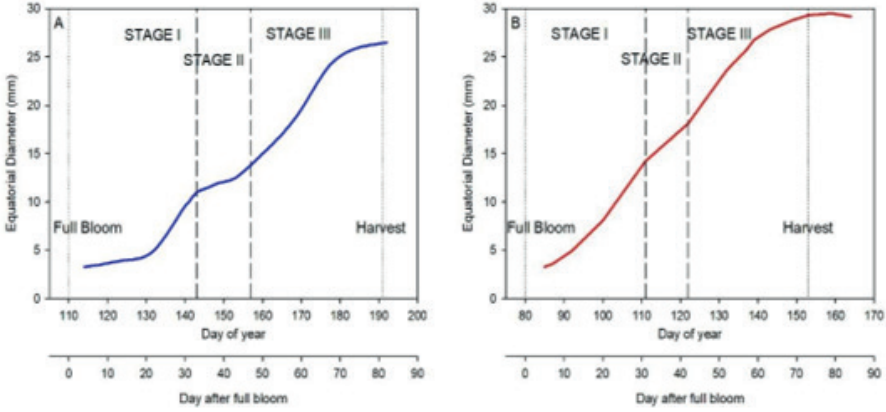 A
STAGE I
STAGE II
STAGE III
Full Bloom
Harvest
Equatorial Diameter (mm)
30
25
20
15
10
5
0
110 120 130 140 150 160 170 180 190 200
Day of year
0 10 20 30 40 50 60 70 80 90
Day after full bloom
B
STAGE I
STAGE II
STAGE III
Full Bloom
Harvest
Equatorial Diameter (mm)
30
25
20
15
10
5
0
80 90 100 110 120 130 140 150 160 170
Day of year
0 10 20 30 40 50 60 70 80 90
Day after full bloom